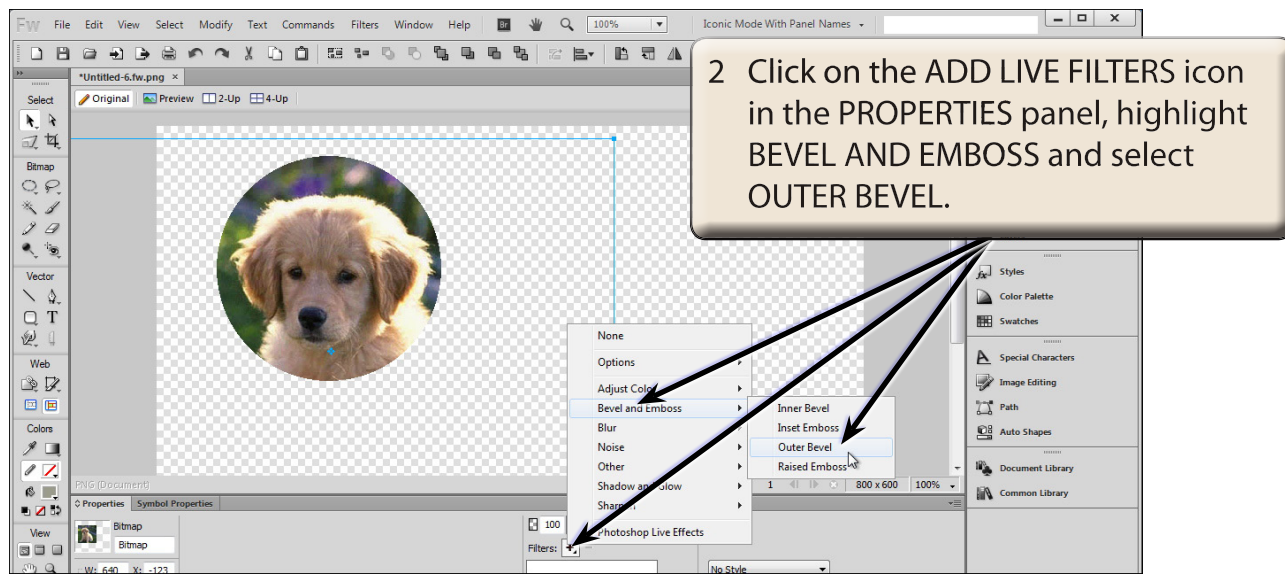 Fw File Edit View Select Modify Text Commands Filters Window Help Br 100% Iconic Mode With Panel Names
*Untitled-6.fw.png ×
Original Preview 2-Up 4-Up
2 Click on the ADD LIVE FILTERS icon
in the PROPERTIES panel, highlight
BEVEL AND EMBOSS and select
OUTER BEVEL.
Select
Bitmap
Vector
Web
Colors
View
None
Options
Adjust Color
Bevel and Emboss
Blur
Noise
Other
Shadow and Glow
Sharpen
Photoshop Live Effects
Inner Bevel
Inset Emboss
Outer Bevel
Raised Emboss
Styles
Color Palette
Swatches
Special Characters
Image Editing
Path
Auto Shapes
Document Library
Common Library
PNG (Document) 1 800 x 600 100%
Properties Symbol Properties
Bitmap
Bitmap
100
Filters:
W: 640 X: -123
No Style